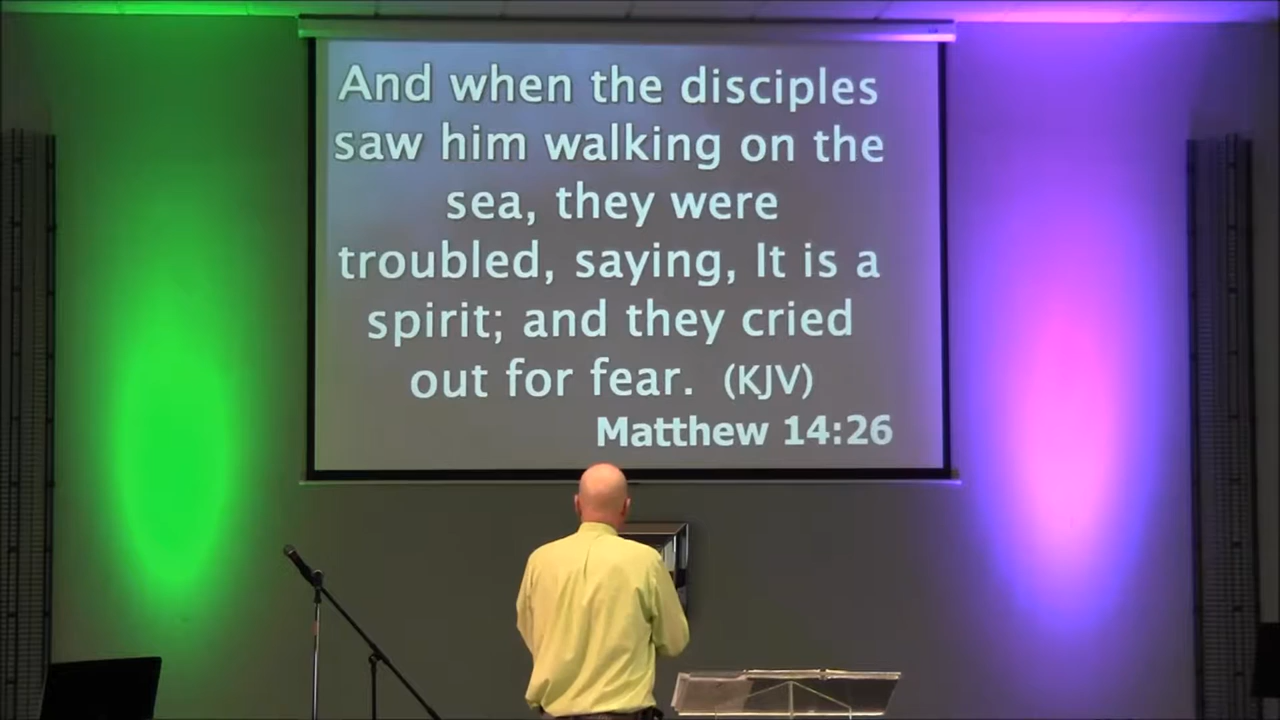 And when the disciples
saw him walking on the
sea, they were
troubled, saying, It is a
spirit; and they cried
out for fear. (KJV)
Matthew 14:26